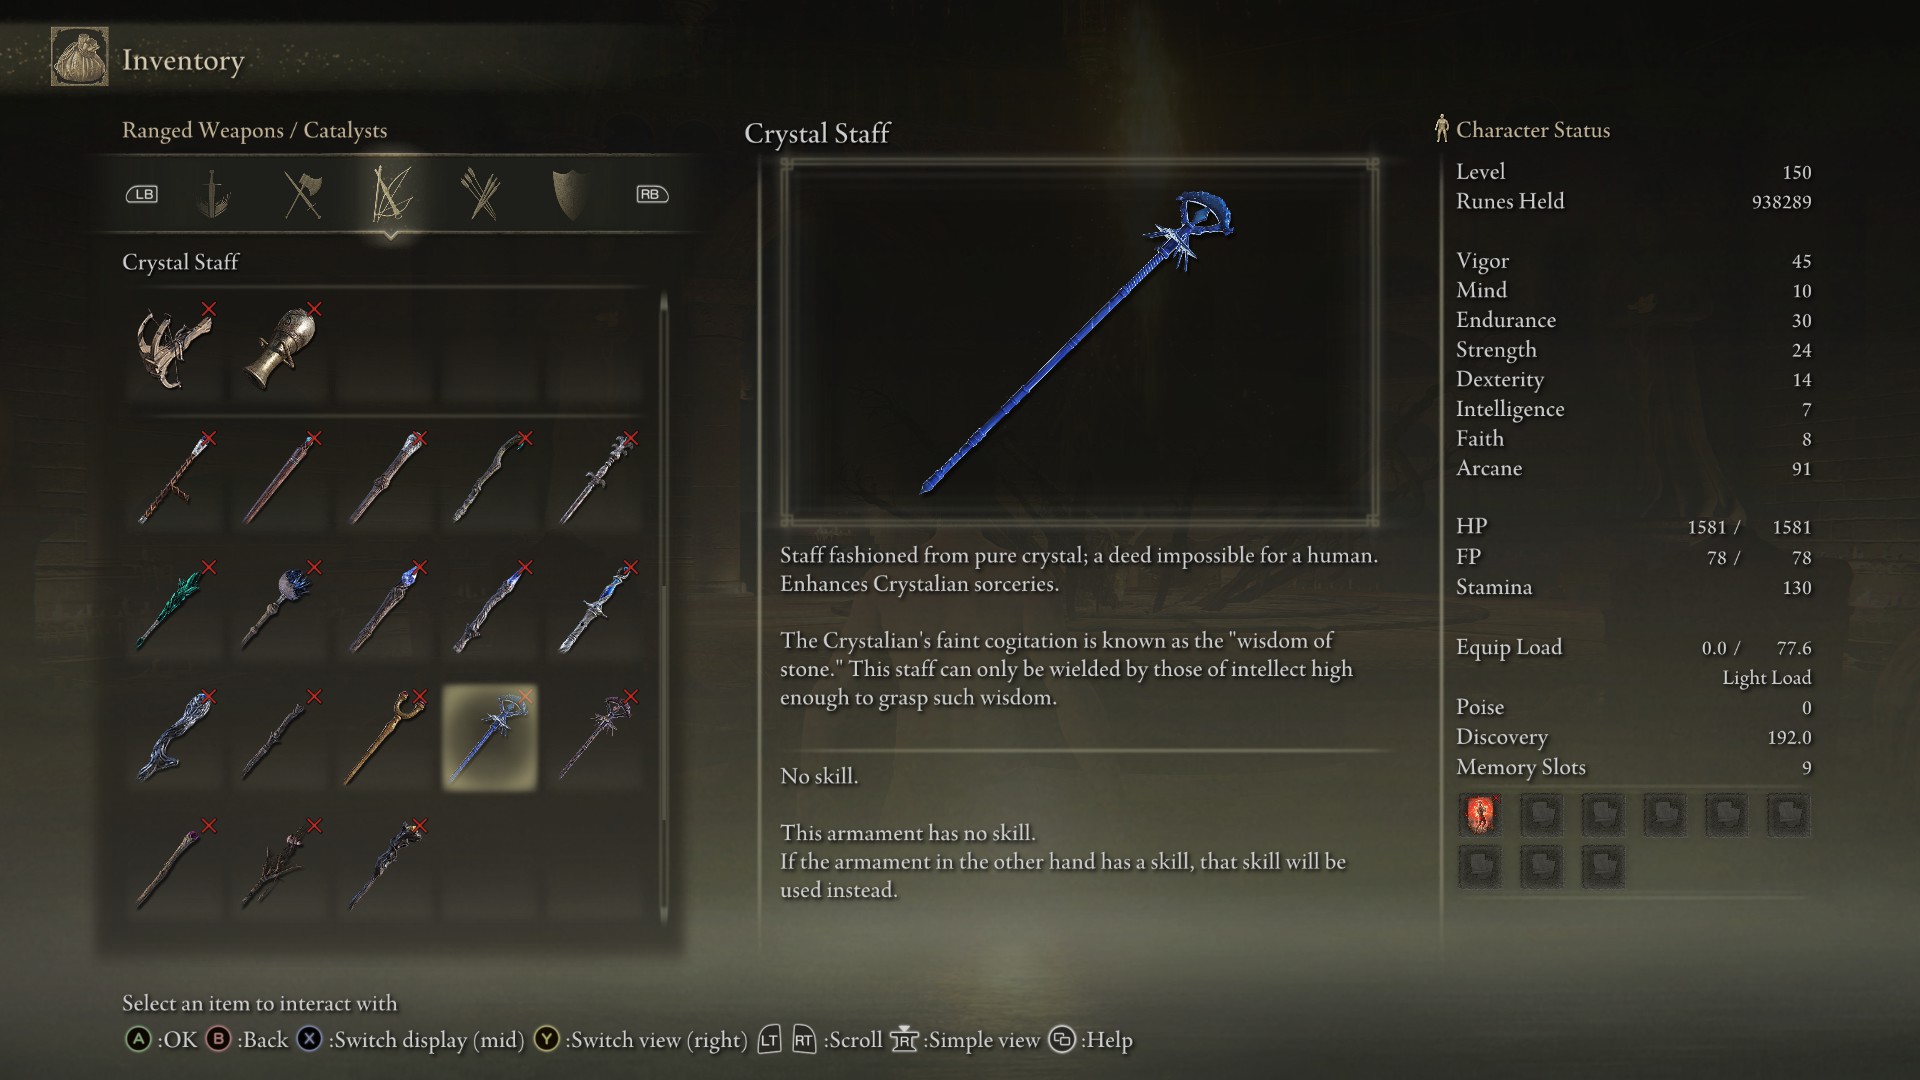 Inventory
Ranged Weapons / Catalysts
LB
RB
Crystal Staff
Crystal Staff
Staff fashioned from pure crystal; a deed impossible for a human.
Enhances Crystalian sorceries.
The Crystalian's faint cogitation is known as the "wisdom of
stone." This staff can only be wielded by those of intellect high
enough to grasp such wisdom.
No skill.
This armament has no skill.
If the armament in the other hand has a skill, that skill will be
used instead.
Character Status
Level 150
Runes Held 938289
Vigor 45
Mind 10
Endurance 30
Strength 24
Dexterity 14
Intelligence 7
Faith 8
Arcane 91
HP 1581 / 1581
FP 78 / 78
Stamina 130
Equip Load 0.0 / 77.6
Light Load
Poise 0
Discovery 192.0
Memory Slots 9
Select an item to interact with
A :OK B :Back X :Switch display (mid) Y :Switch view (right) LT RT :Scroll R :Simple view :Help